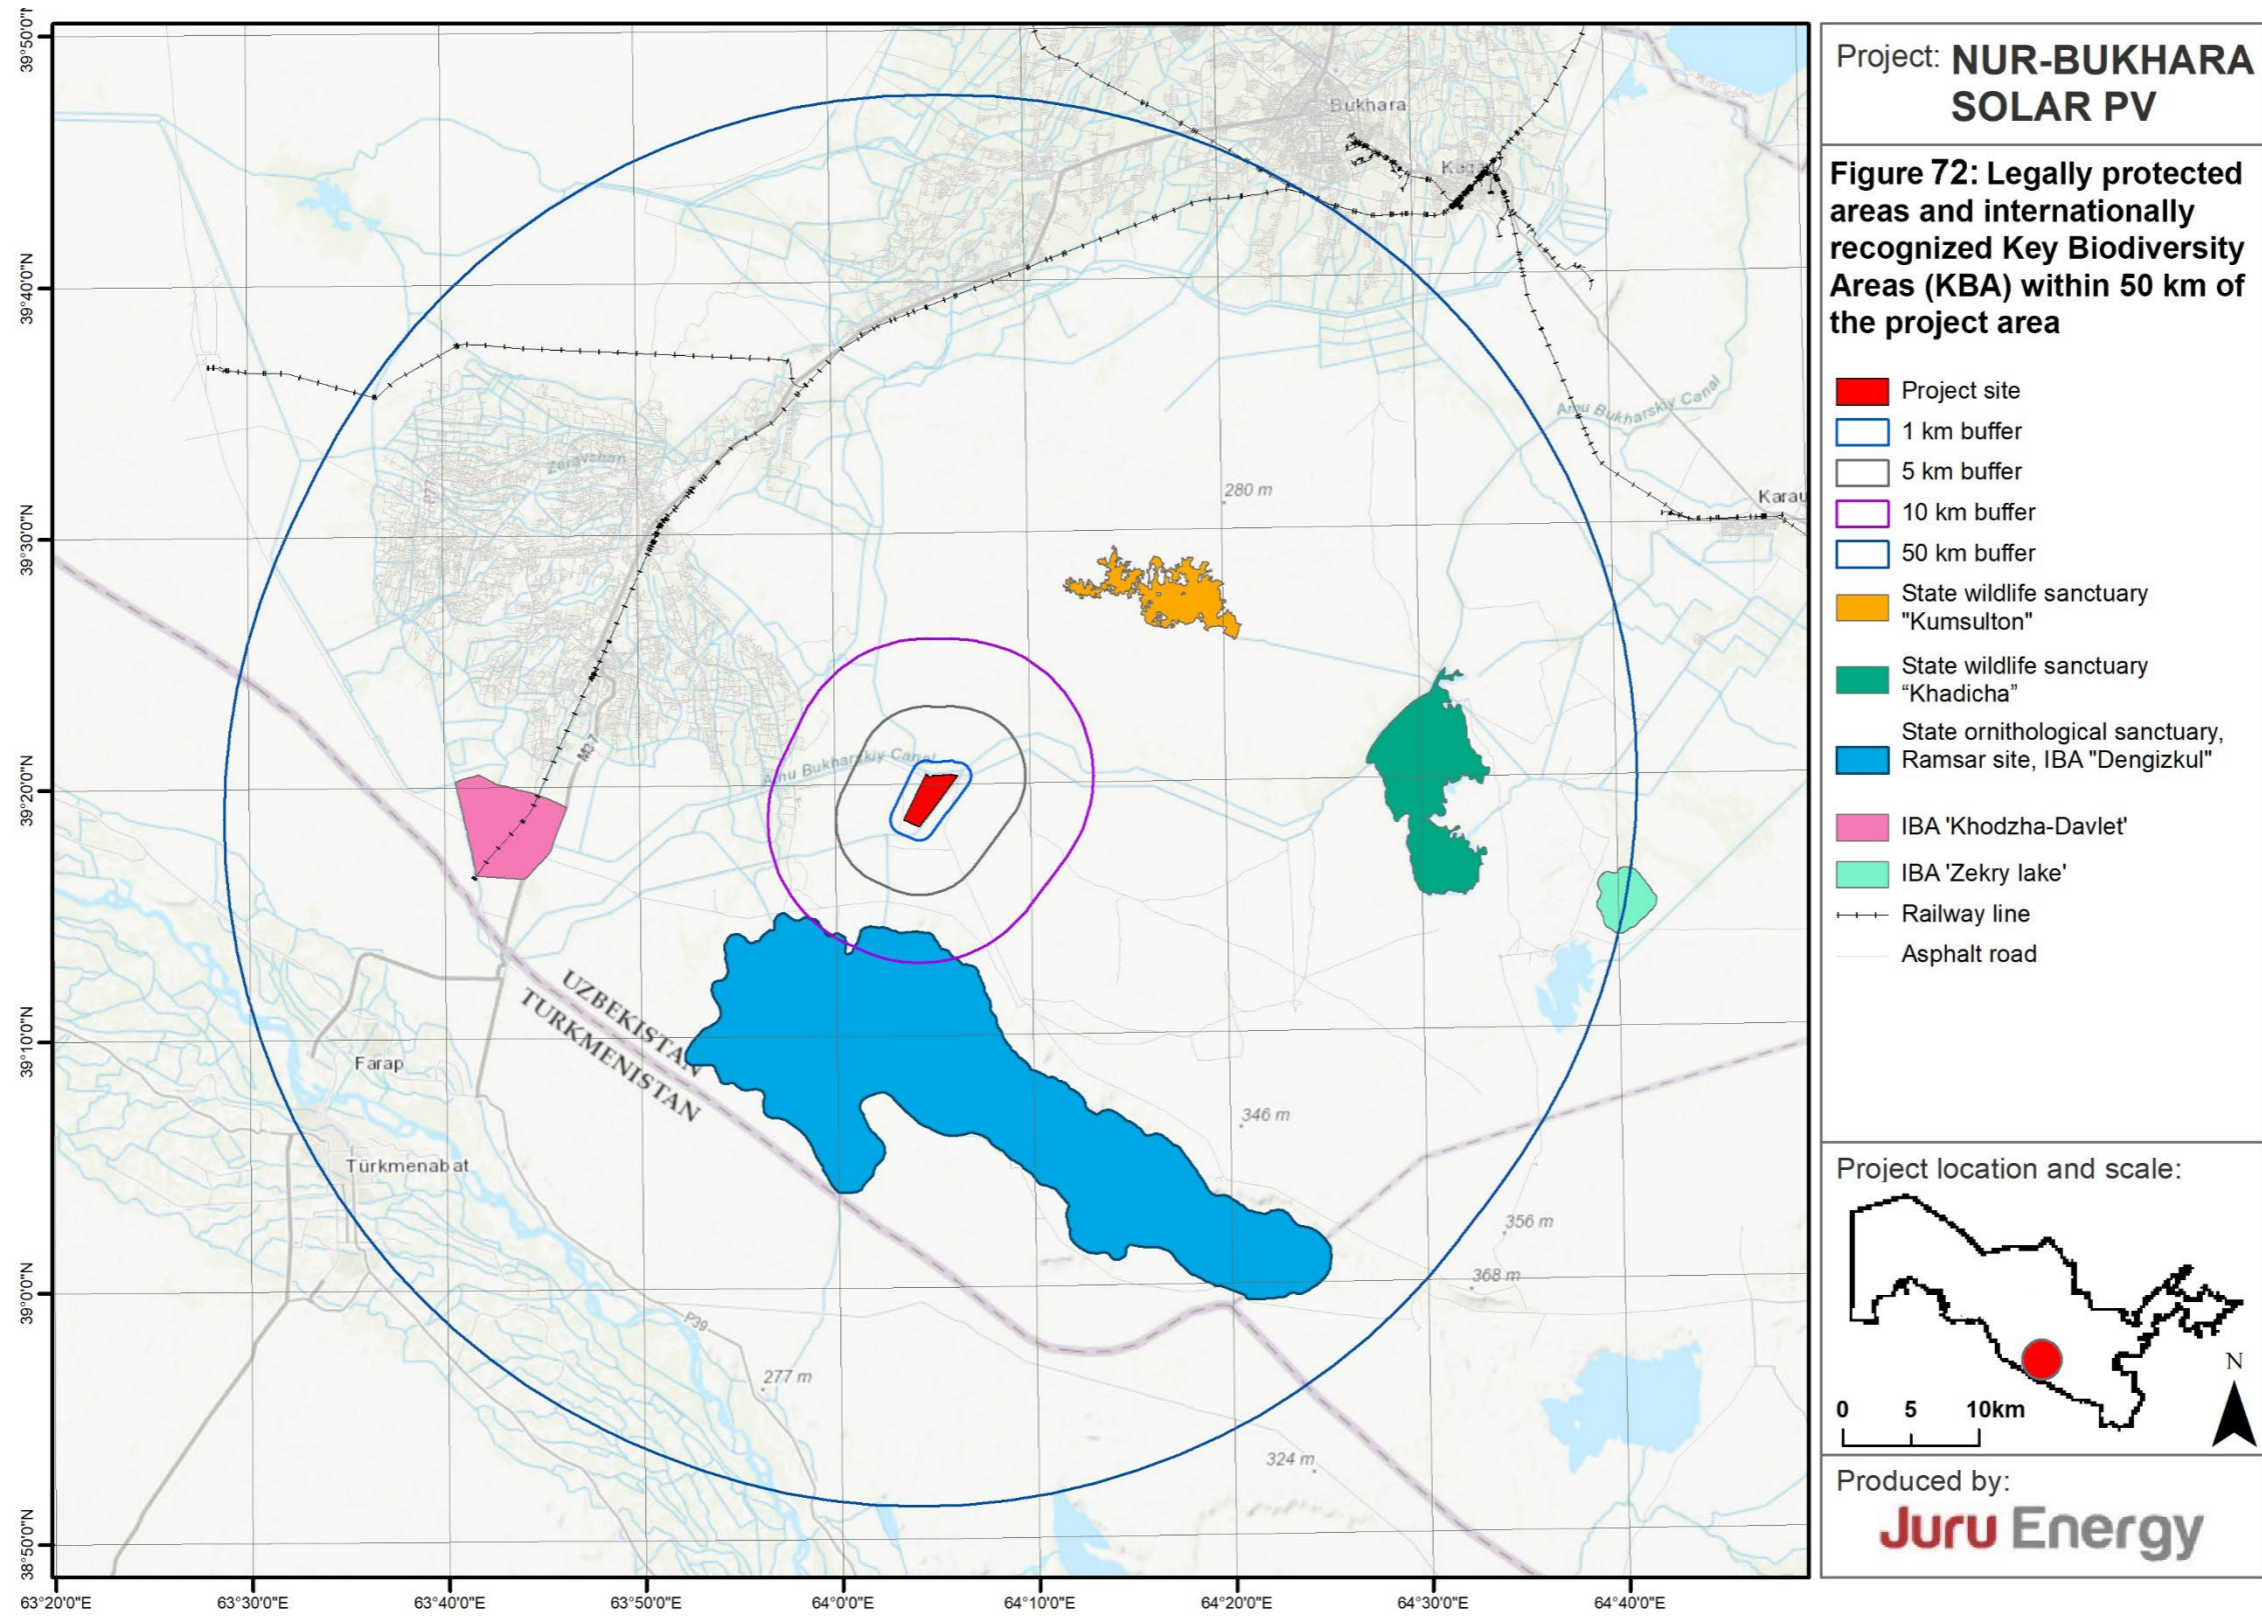 39°50'0"N
39°40'0"N
39°30'0"N
39°20'0"N
39°10'0"N
39°0'0"N
38°50'0"N
63°20'0"E
63°30'0"E
63°40'0"E
63°50'0"E
64°0'0"E
64°10'0"E
64°20'0"E
64°30'0"E
64°40'0"E
Bukhara
Amu Bukharskiy Canal
280 m
Karau
M37
Amu Bukharskiy Canal
UZBEKISTAN
TURKMENISTAN
Farap
Türkmenabat
346 m
356 m
368 m
P39
277 m
324 m
Project: NUR-BUKHARA
SOLAR PV
Figure 72: Legally protected
areas and internationally
recognized Key Biodiversity
Areas (KBA) within 50 km of
the project area
Project site
1 km buffer
5 km buffer
10 km buffer
50 km buffer
State wildlife sanctuary
"Kumsulton"
State wildlife sanctuary
“Khadicha”
State ornithological sanctuary,
Ramsar site, IBA "Dengizkul"
IBA 'Khodzha-Davlet'
IBA 'Zekry lake'
Railway line
Asphalt road
Project location and scale:
N
0 5 10km
Produced by:
Juru Energy